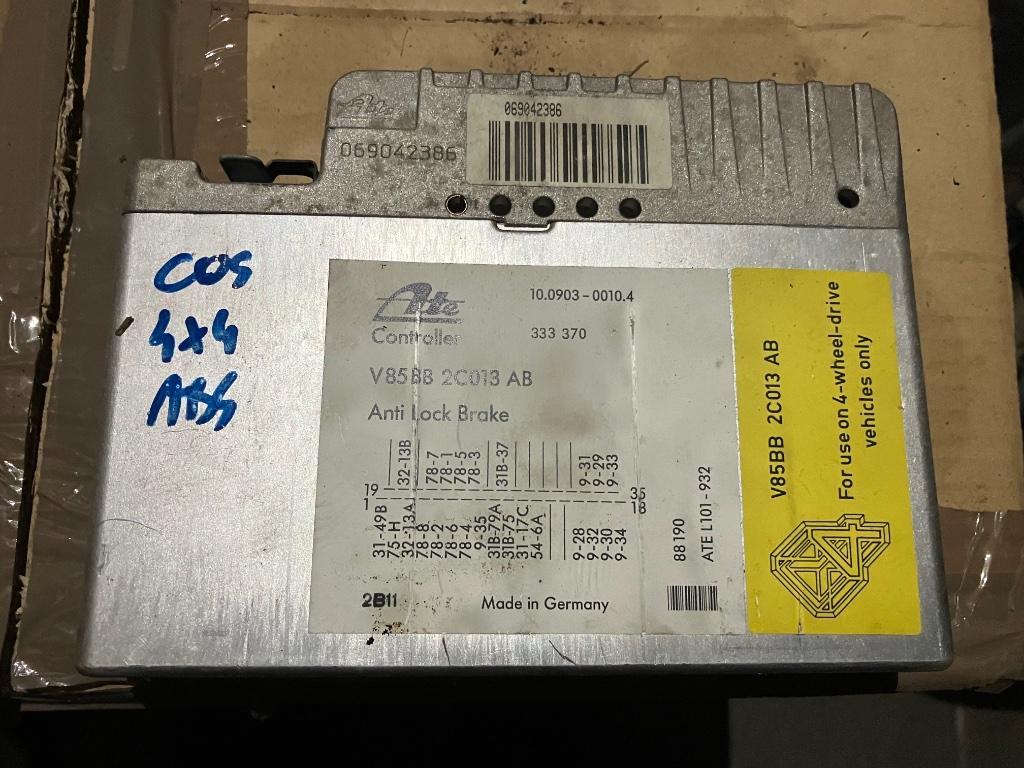 Ate
069042386
069042386
COS
4x4
ABS
Ate
10.0903-0010.4
Controller
333 370
V85BB 2C013 AB
Anti Lock Brake
32-13B
78-7
78-1
78-5
78-3
31B-37
9-31
9-29
9-33
19
35
1
18
31-49B
75-H
32-13A
78-8
78-2
78-6
78-4
9-35
31B-79A
31B-75
31-17C
54-6A
9-28
9-32
9-30
9-34
88190
ATE L101-932
2B11
Made in Germany
V85BB 2C013 AB
For use on 4-wheel-drive
vehicles only
4x4